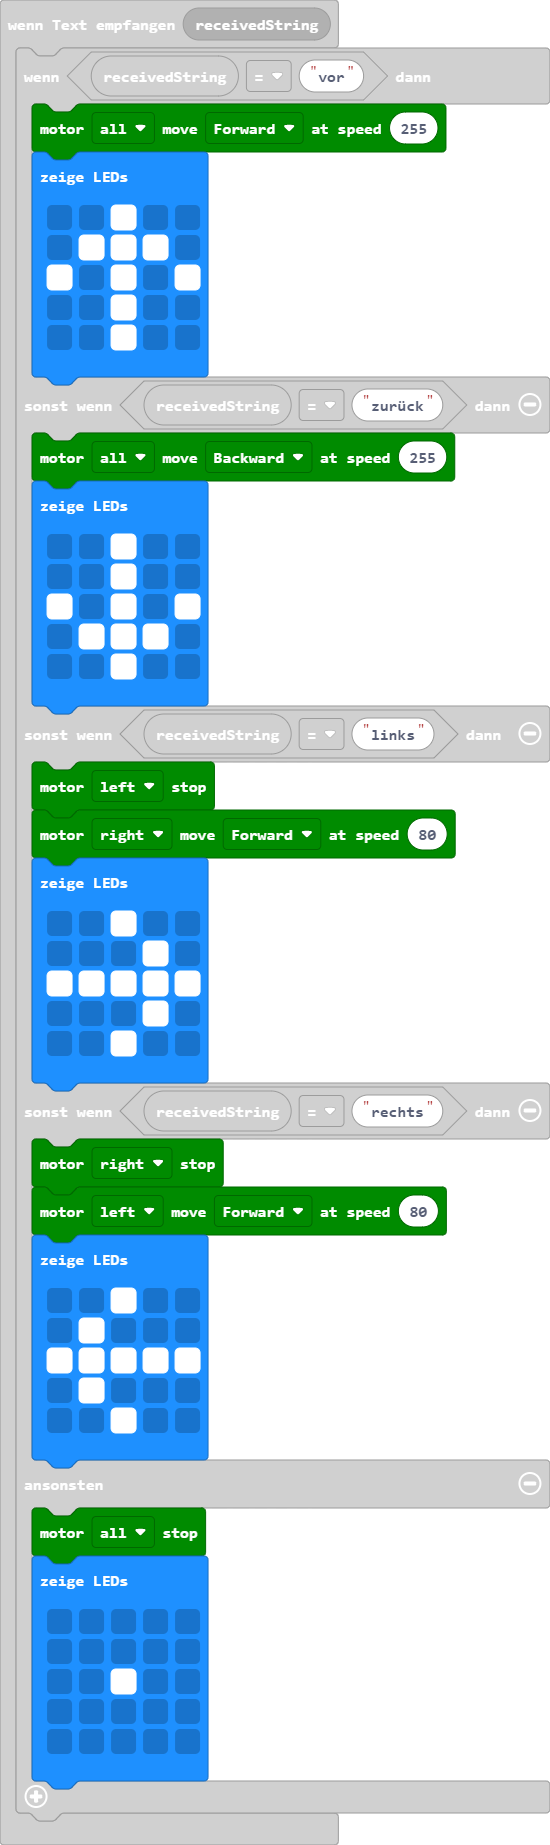 wenn Text empfangen receivedString
wenn receivedString = "vor" dann
motor all move Forward at speed 255
zeige LEDs
sonst wenn receivedString = "zurück" dann
motor all move Backward at speed 255
zeige LEDs
sonst wenn receivedString = "links" dann
motor left stop
motor right move Forward at speed 80
zeige LEDs
sonst wenn receivedString = "rechts" dann
motor right stop
motor left move Forward at speed 80
zeige LEDs
ansonsten
motor all stop
zeige LEDs